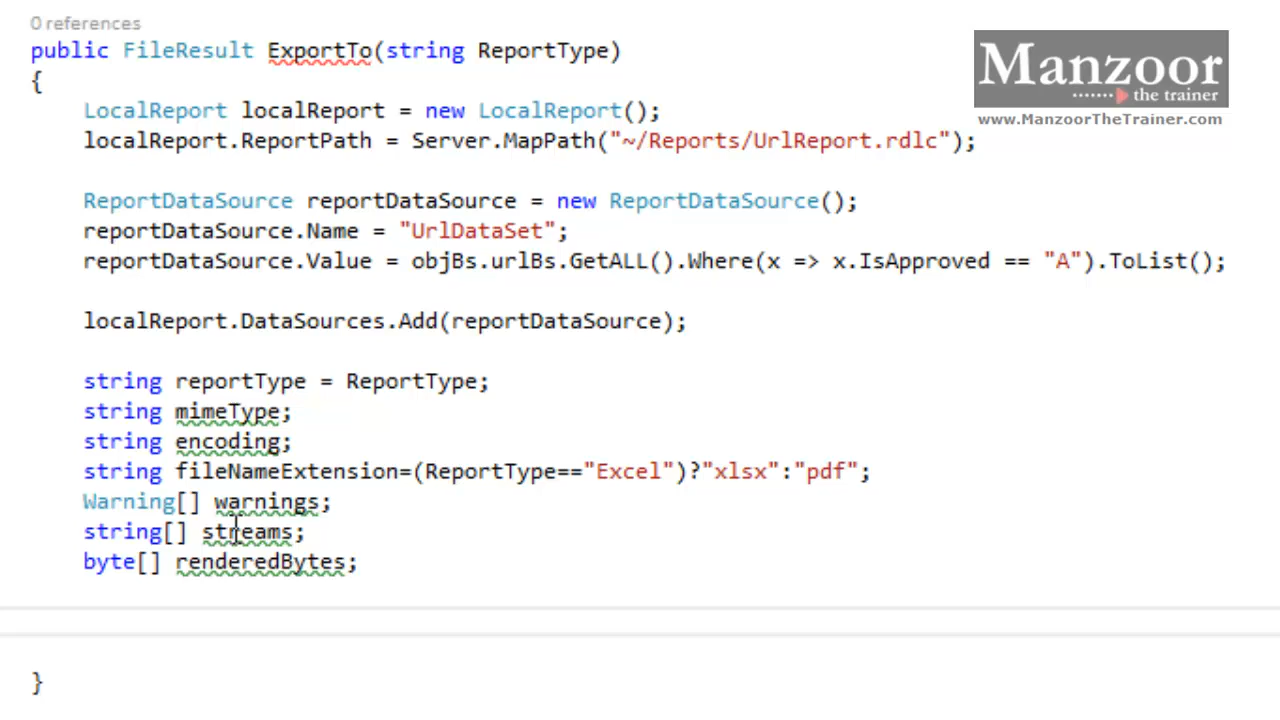 0 references
public FileResult ExportTo(string ReportType)
{
LocalReport localReport = new LocalReport();
localReport.ReportPath = Server.MapPath("~/Reports/UrlReport.rdlc");
ReportDataSource reportDataSource = new ReportDataSource();
reportDataSource.Name = "UrlDataSet";
reportDataSource.Value = objBs.urlBs.GetALL().Where(x => x.IsApproved == "A").ToList();
localReport.DataSources.Add(reportDataSource);
string reportType = ReportType;
string mimeType;
string encoding;
string fileNameExtension=(ReportType=="Excel")?"xlsx":"pdf";
Warning[] warnings;
string[] streams;
byte[] renderedBytes;
}
Manzoor
the trainer
www.ManzoorTheTrainer.com